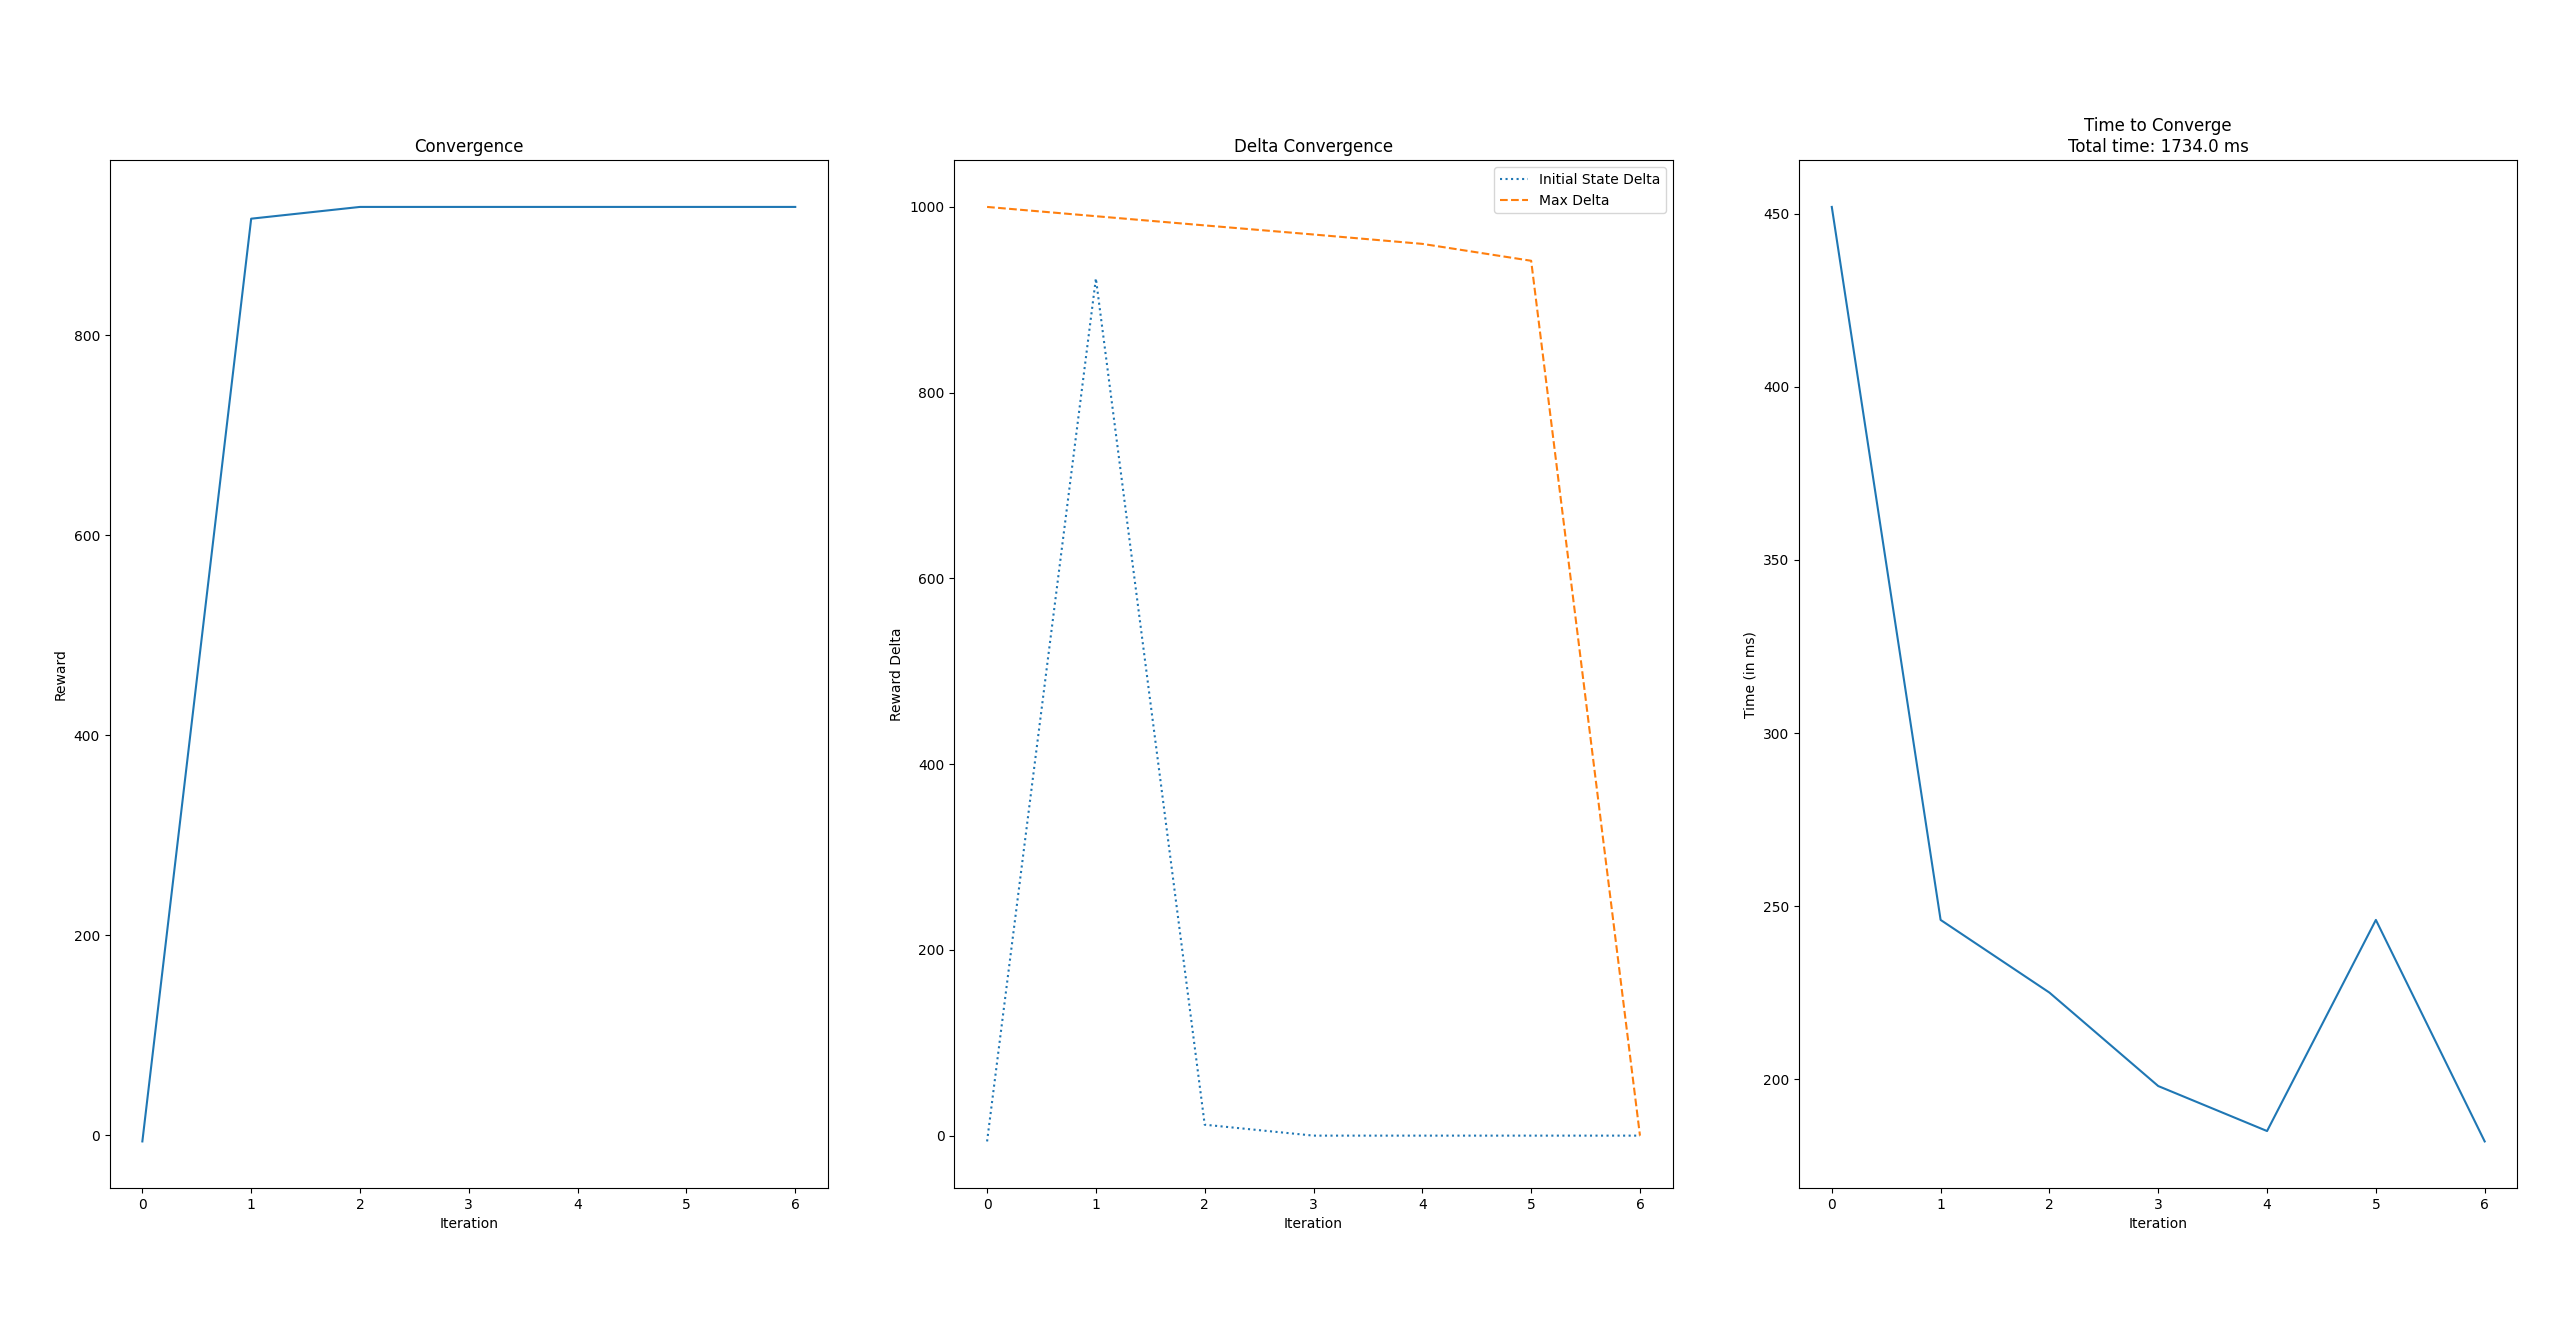 Convergence
Reward
800
600
400
200
0
0 1 2 3 4 5 6
Iteration
Delta Convergence
Initial State Delta
Max Delta
Reward Delta
1000
800
600
400
200
0
0 1 2 3 4 5 6
Iteration
Time to Converge
Total time: 1734.0 ms
Time (in ms)
450
400
350
300
250
200
0 1 2 3 4 5 6
Iteration